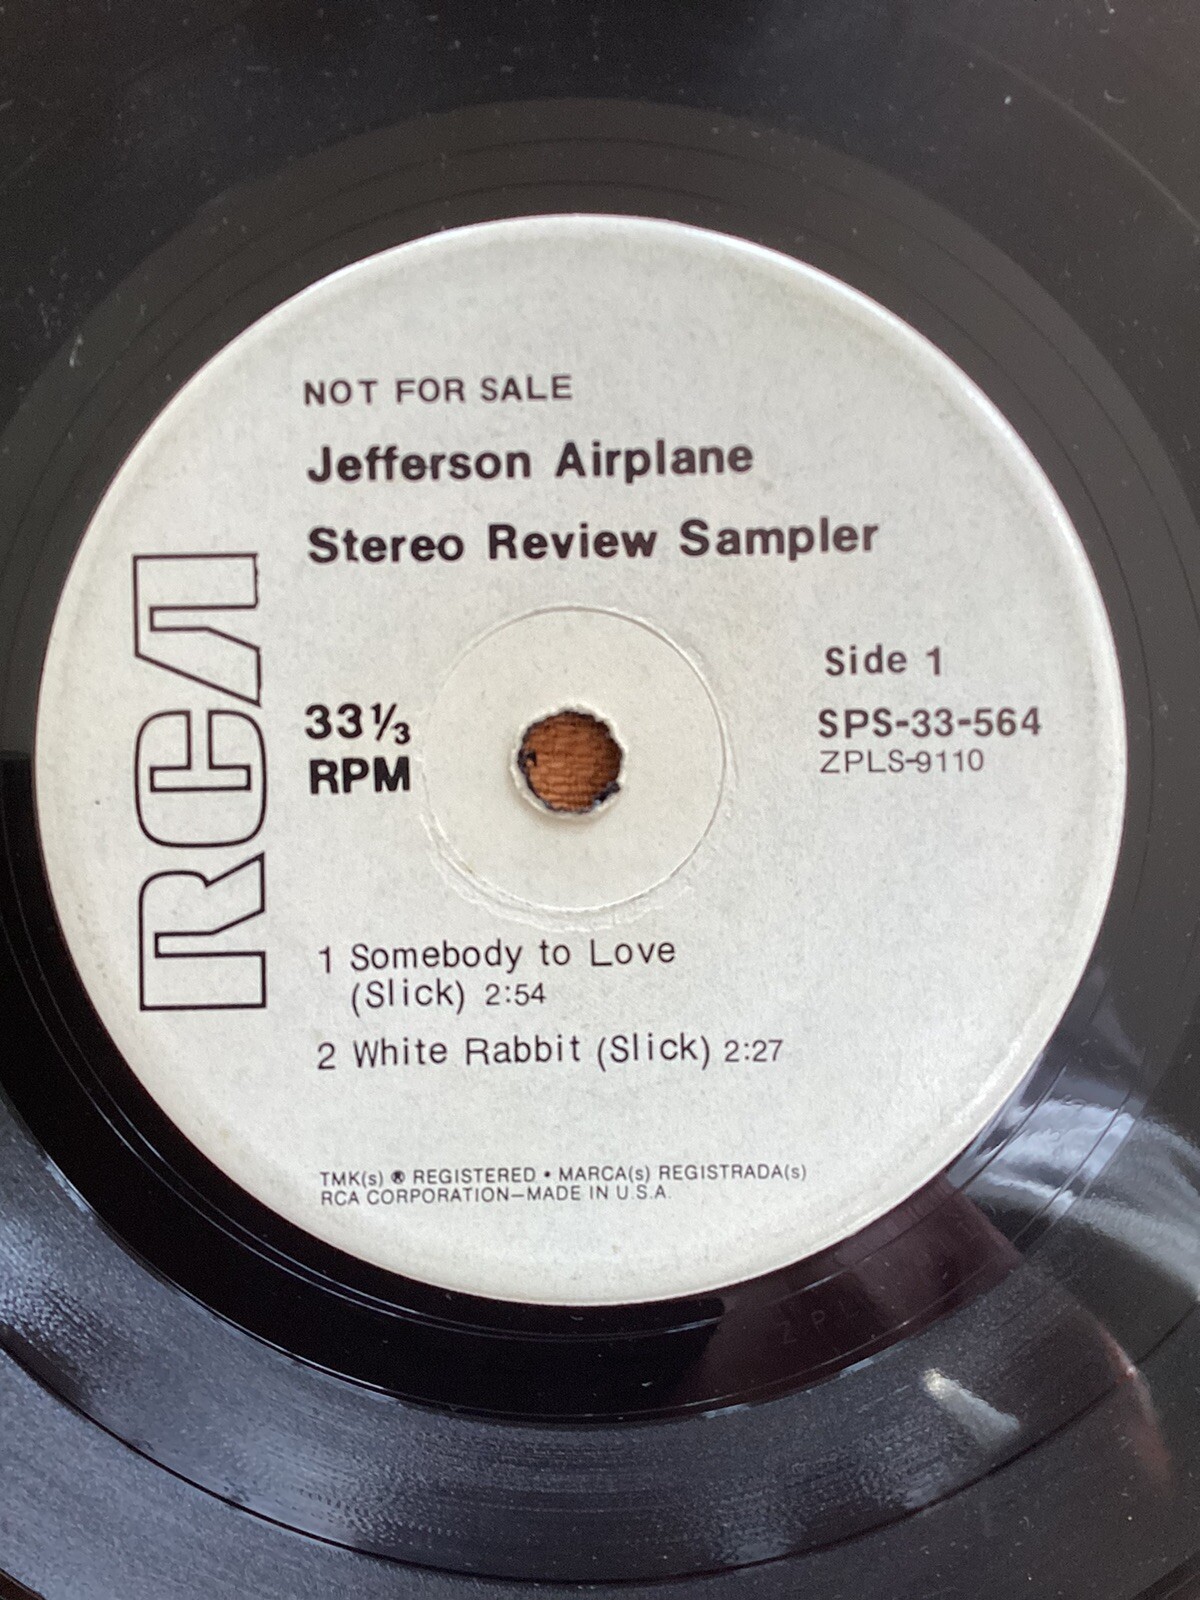 NOT FOR SALE
Jefferson Airplane
Stereo Review Sampler
RCA
33⅓
RPM
Side 1
SPS-33-564
ZPLS-9110
1 Somebody to Love
(Slick) 2:54
2 White Rabbit (Slick) 2:27
TMK(s) ® REGISTERED • MARCA(s) REGISTRADA(s)
RCA CORPORATION—MADE IN U.S.A.
ZPL